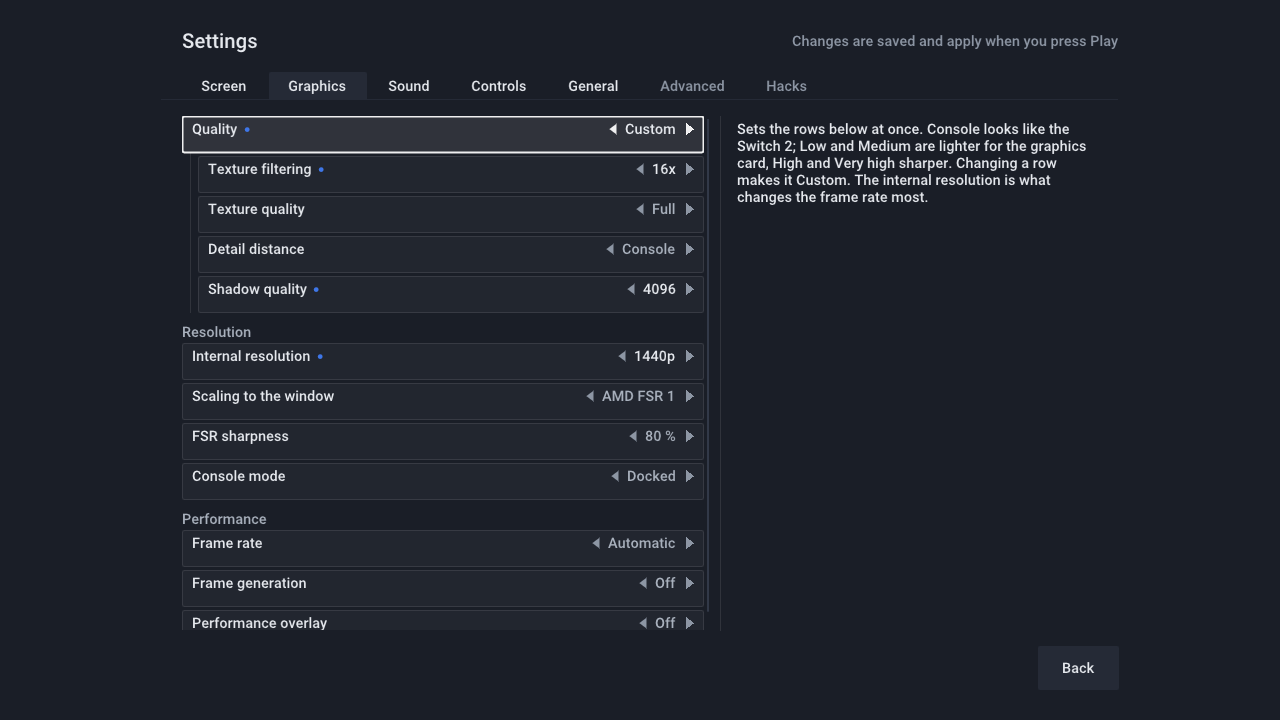 Settings
Changes are saved and apply when you press Play
Screen
Graphics
Sound
Controls
General
Advanced
Hacks
Quality
Custom
Texture filtering
16x
Texture quality
Full
Detail distance
Console
Shadow quality
4096
Resolution
Internal resolution
1440p
Scaling to the window
AMD FSR 1
FSR sharpness
80 %
Console mode
Docked
Performance
Frame rate
Automatic
Frame generation
Off
Performance overlay
Off
Sets the rows below at once. Console looks like the
Switch 2; Low and Medium are lighter for the graphics
card, High and Very high sharper. Changing a row
makes it Custom. The internal resolution is what
changes the frame rate most.
Back